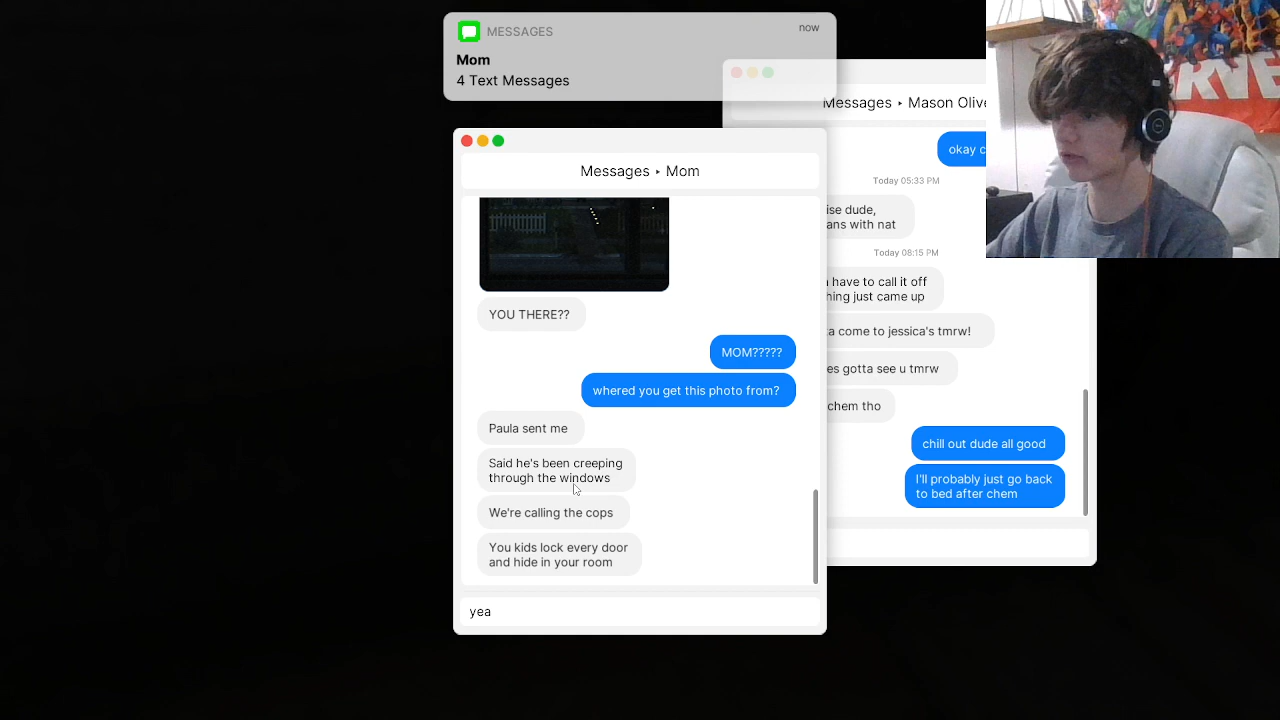 MESSAGES
now
Mom
4 Text Messages
Messages ‣ Mom
YOU THERE??
MOM?????
whered you get this photo from?
Paula sent me
Said he's been creeping
through the windows
We're calling the cops
You kids lock every door
and hide in your room
yea
Messages ‣ Mason Olive
okay c
Today 05:33 PM
ise dude,
ans with nat
Today 08:15 PM
have to call it off
hing just came up
a come to jessica's tmrw!
es gotta see u tmrw
chem tho
chill out dude all good
I'll probably just go back
to bed after chem